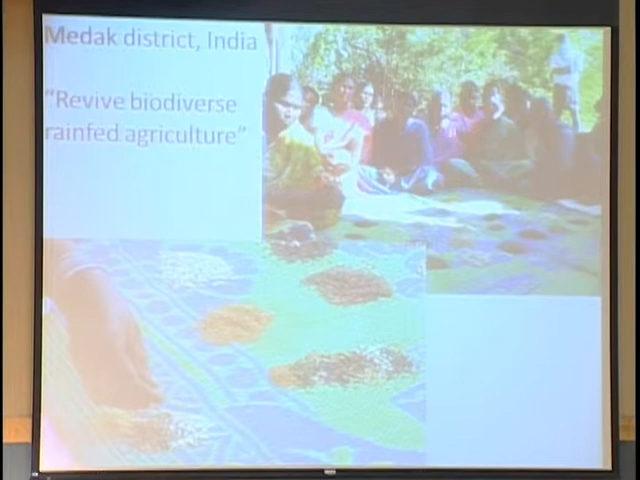 Medak district, India
“Revive biodiverse
rainfed agriculture”